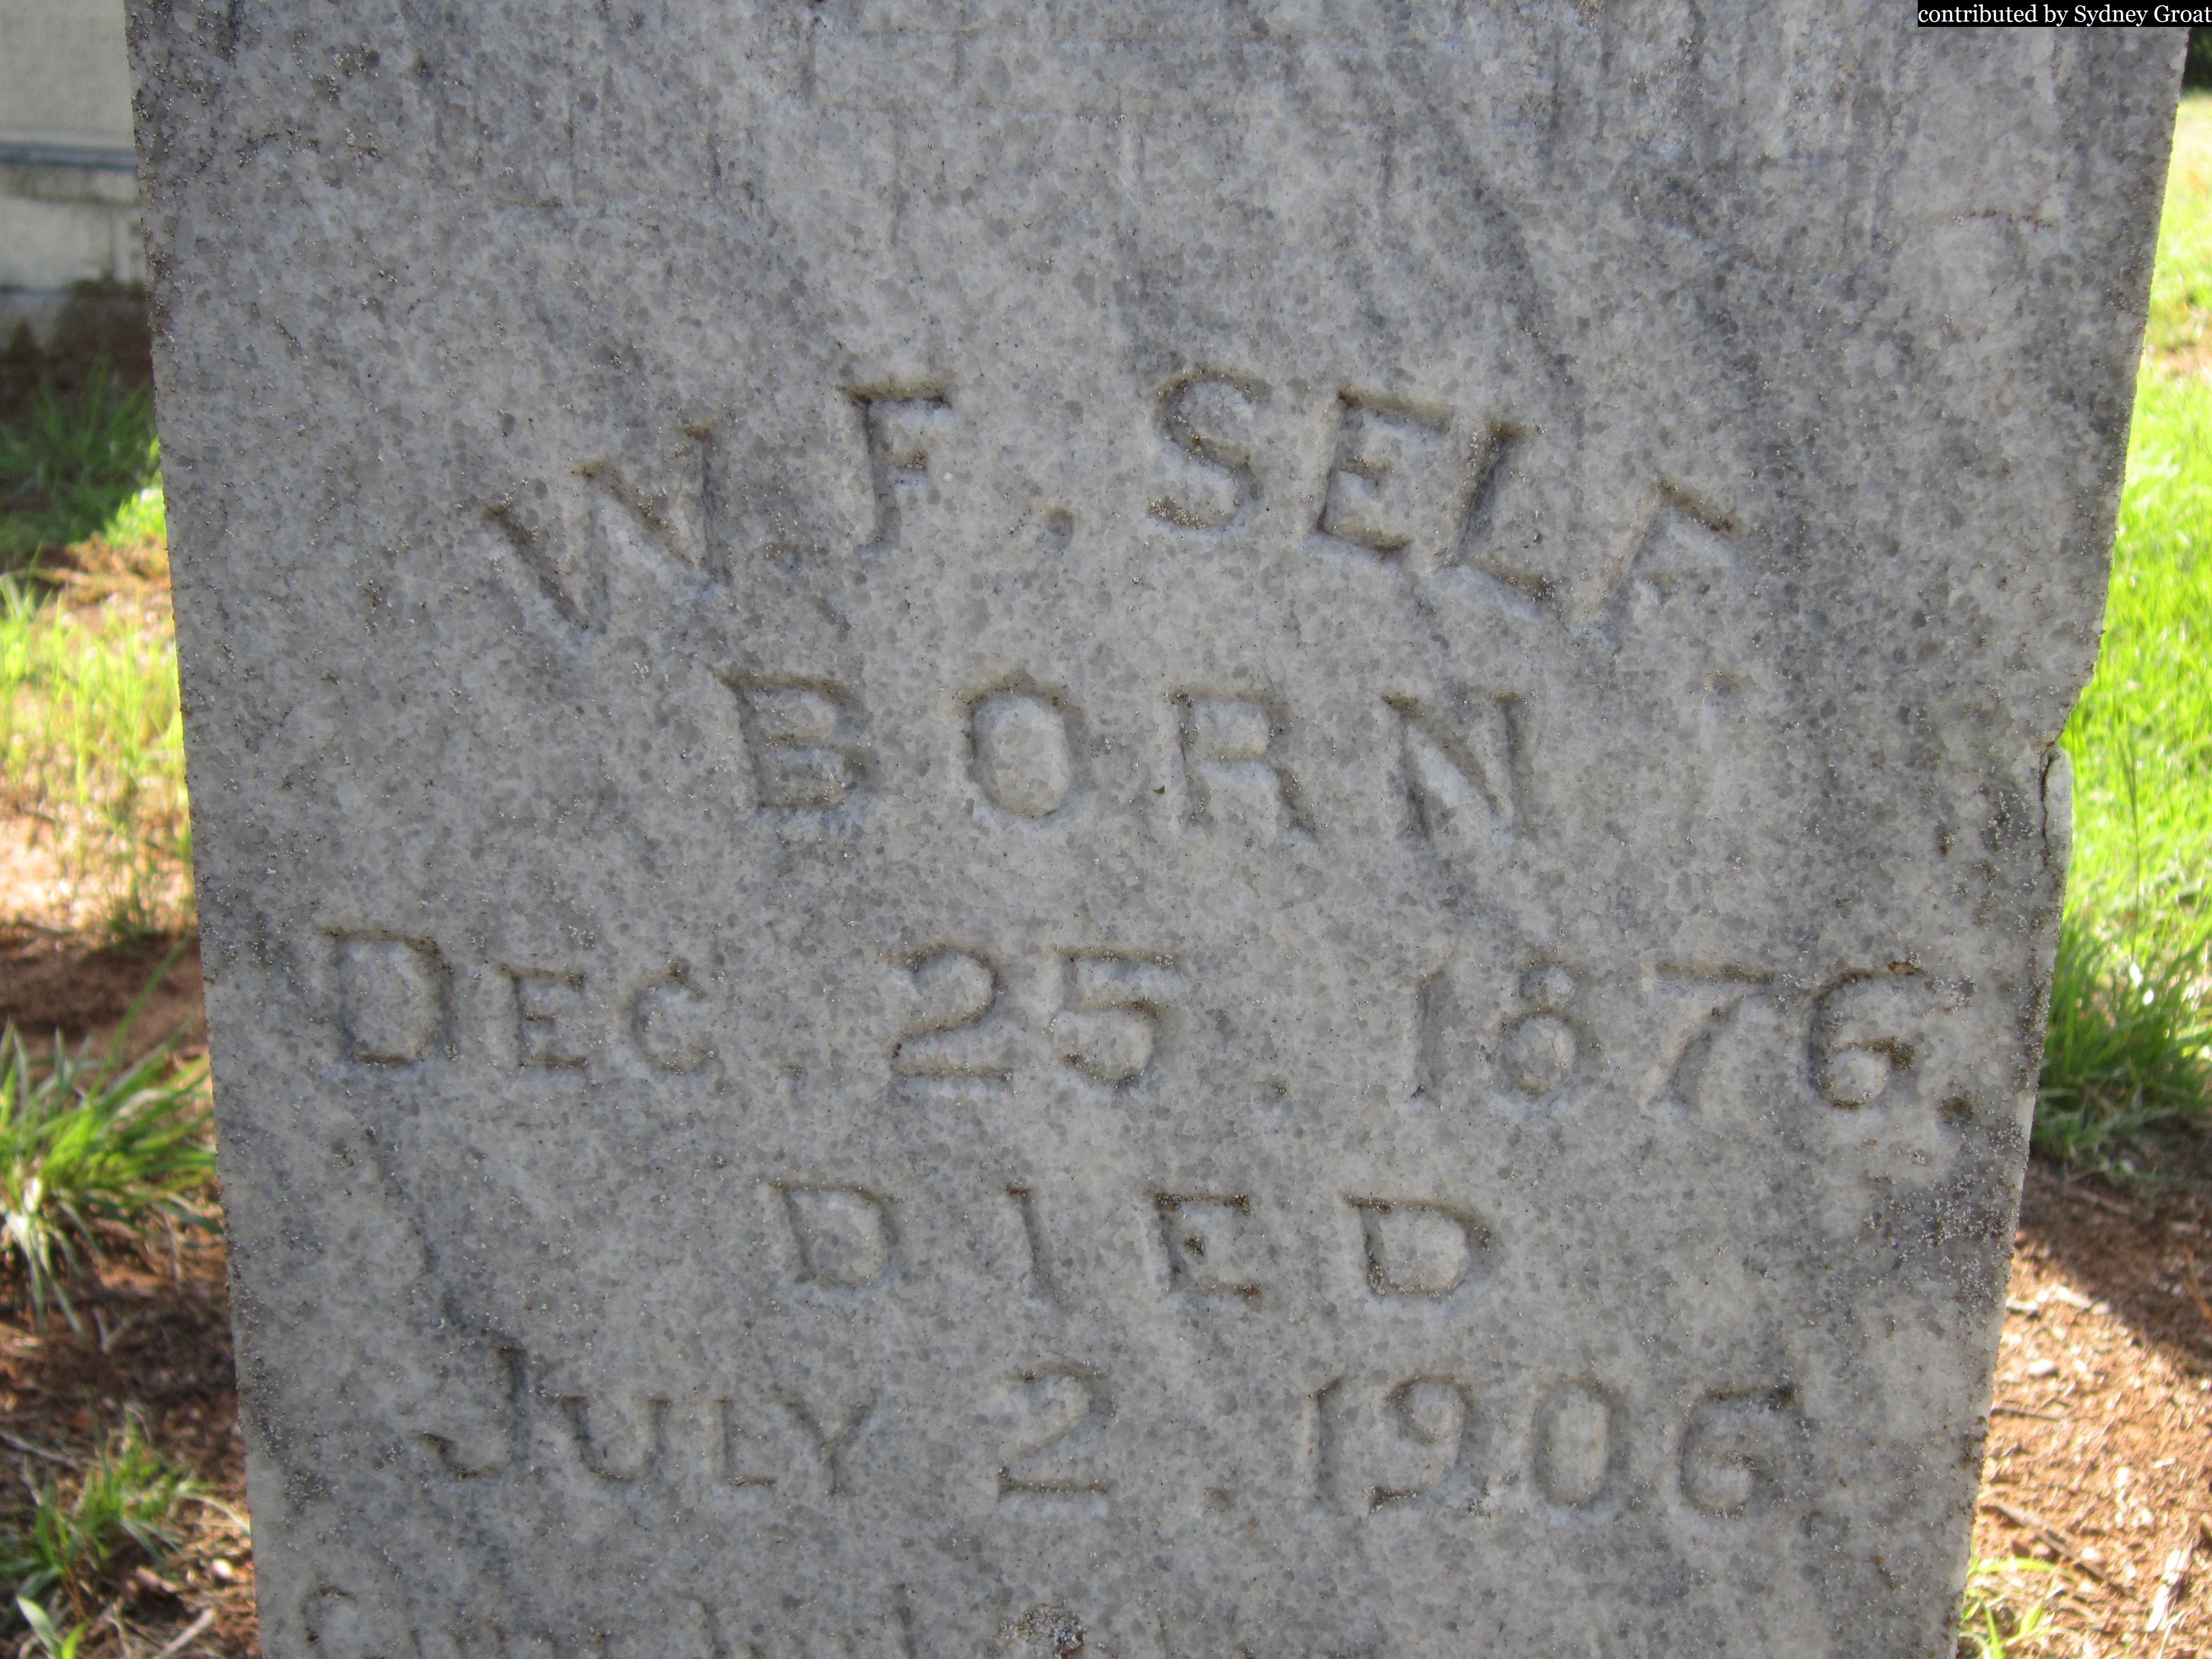 contributed by Sydney Groat
W. F. SELF.
BORN
DEC. 25. 1876.
DIED
JULY 2. 1906.